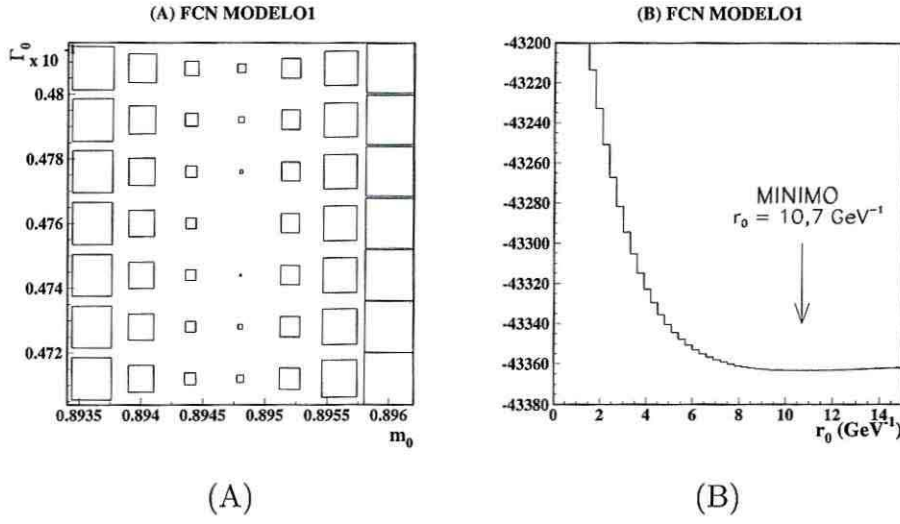 (A) FCN MODELO1
Γ₀
x 10
0.48
0.478
0.476
0.474
0.472
0.8935
0.894
0.8945
0.895
0.8955
0.896
m₀
(A)
(B) FCN MODELO1
-43200
-43220
-43240
-43260
-43280
-43300
-43320
-43340
-43360
-43380
MINIMO
r₀ = 10,7 GeV⁻¹
0
2
4
6
8
10
12
14
r₀ (GeV⁻¹)
(B)